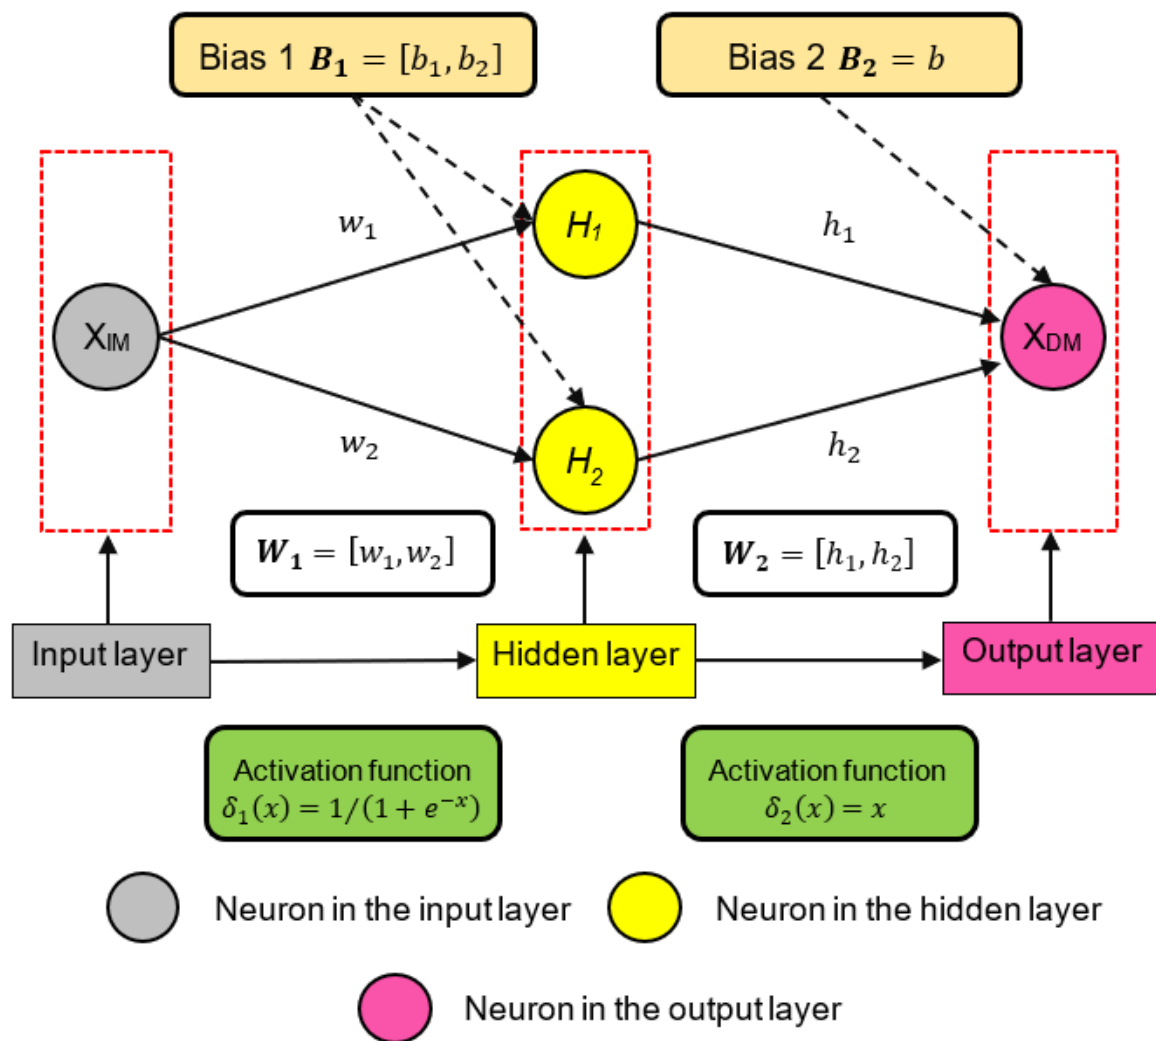 Bias 1 B₁ = [b₁, b₂]
Bias 2 B₂ = b
w₁
H₁
h₁
X_IM
X_DM
w₂
H₂
h₂
W₁ = [w₁, w₂]
W₂ = [h₁, h₂]
Input layer
Hidden layer
Output layer
Activation function
δ₁(x) = 1/(1 + e⁻ˣ)
Activation function
δ₂(x) = x
Neuron in the input layer
Neuron in the hidden layer
Neuron in the output layer